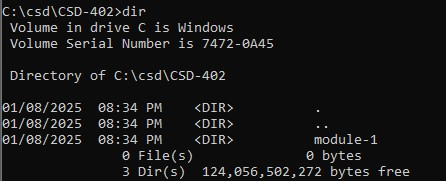 C:\csd\CSD-402>dir
 Volume in drive C is Windows
 Volume Serial Number is 7472-0A45

 Directory of C:\csd\CSD-402

01/08/2025  08:34 PM    <DIR>          .
01/08/2025  08:34 PM    <DIR>          ..
01/08/2025  08:34 PM    <DIR>          module-1
               0 File(s)              0 bytes
               3 Dir(s)  124,056,502,272 bytes free